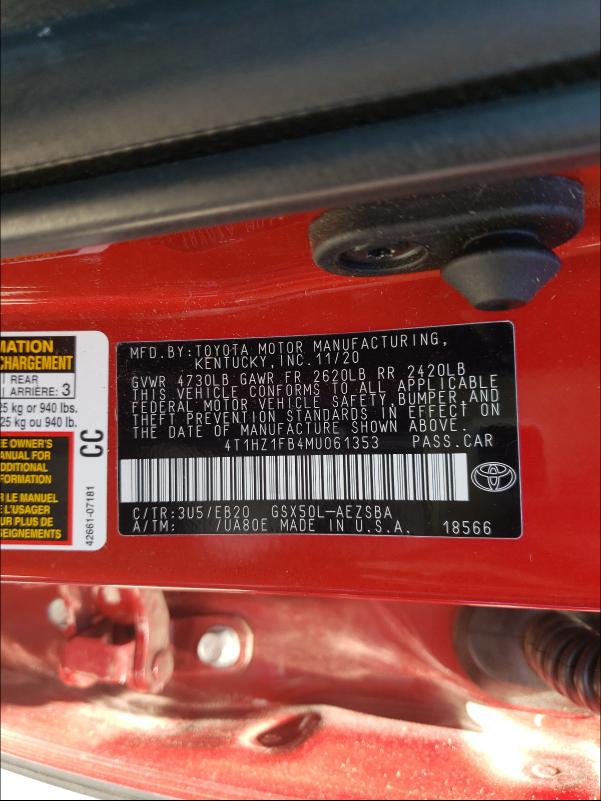 MATION
CHARGEMENT
REAR
ARRIÈRE: 3
25 kg or 940 lbs.
25 kg ou 940 lb.
EE OWNER'S
ANUAL FOR
ADDITIONAL
FORMATION
R LE MANUEL
E L'USAGER
UR PLUS DE
SEIGNEMENTS
CC
42661-07181
MFD.BY:TOYOTA MOTOR MANUFACTURING,
KENTUCKY, INC.11/20
GVWR 4730LB GAWR FR 2620LB RR 2420LB
THIS VEHICLE CONFORMS TO ALL APPLICABLE
FEDERAL MOTOR VEHICLE SAFETY,BUMPER,AND
THEFT PREVENTION STANDARDS IN EFFECT ON
THE DATE OF MANUFACTURE SHOWN ABOVE.
4T1HZ1FB4MU061353 PASS.CAR
C/TR:3U5/EB20 GSX50L-AEZSBA
A/TM: /UA80E MADE IN U.S.A. 18566